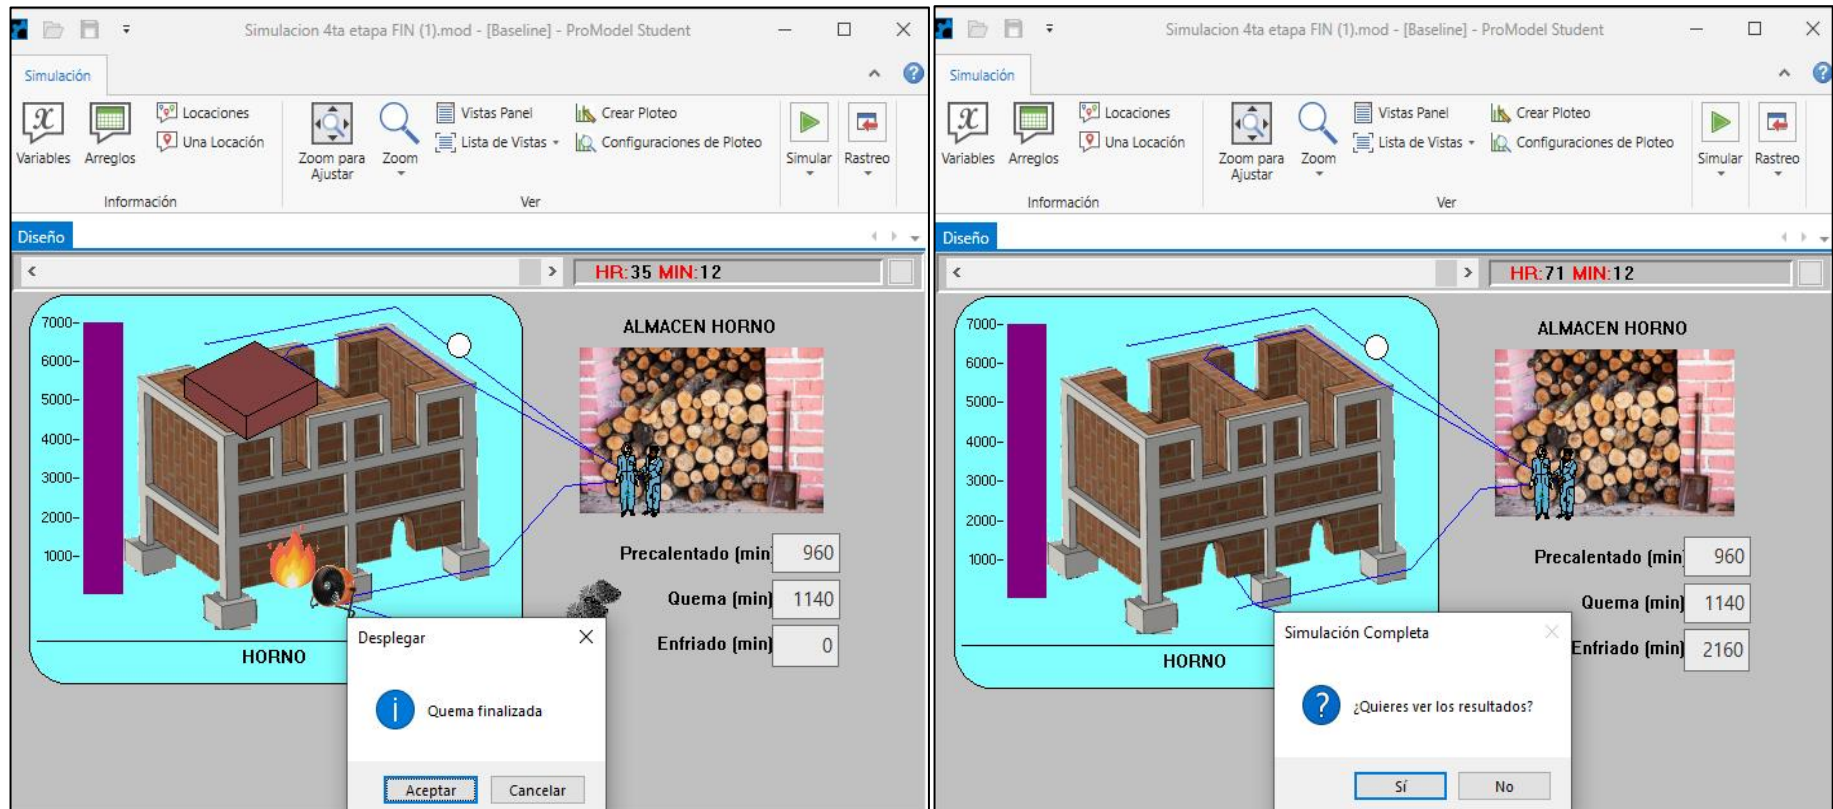 Simulacion 4ta etapa FIN (1).mod - [Baseline] - ProModel Student
Simulación
Variables
Arreglos
Locaciones
Una Locación
Información
Zoom para
Ajustar
Zoom
Vistas Panel
Lista de Vistas
Crear Ploteo
Configuraciones de Ploteo
Ver
Simular
Rastreo
Diseño
HR:35 MIN:12
7000-
6000-
5000-
4000-
3000-
2000-
1000-
HORNO
ALMACEN HORNO
Precalentado (min) 960
Quema (min) 1140
Enfriado (min) 0
Desplegar
Quema finalizada
Aceptar
Cancelar
Simulacion 4ta etapa FIN (1).mod - [Baseline] - ProModel Student
Simulación
Variables
Arreglos
Locaciones
Una Locación
Información
Zoom para
Ajustar
Zoom
Vistas Panel
Lista de Vistas
Crear Ploteo
Configuraciones de Ploteo
Ver
Simular
Rastreo
Diseño
HR:71 MIN:12
7000-
6000-
5000-
4000-
3000-
2000-
1000-
HORNO
ALMACEN HORNO
Precalentado (min) 960
Quema (min) 1140
Enfriado (min) 2160
Simulación Completa
¿Quieres ver los resultados?
Sí
No